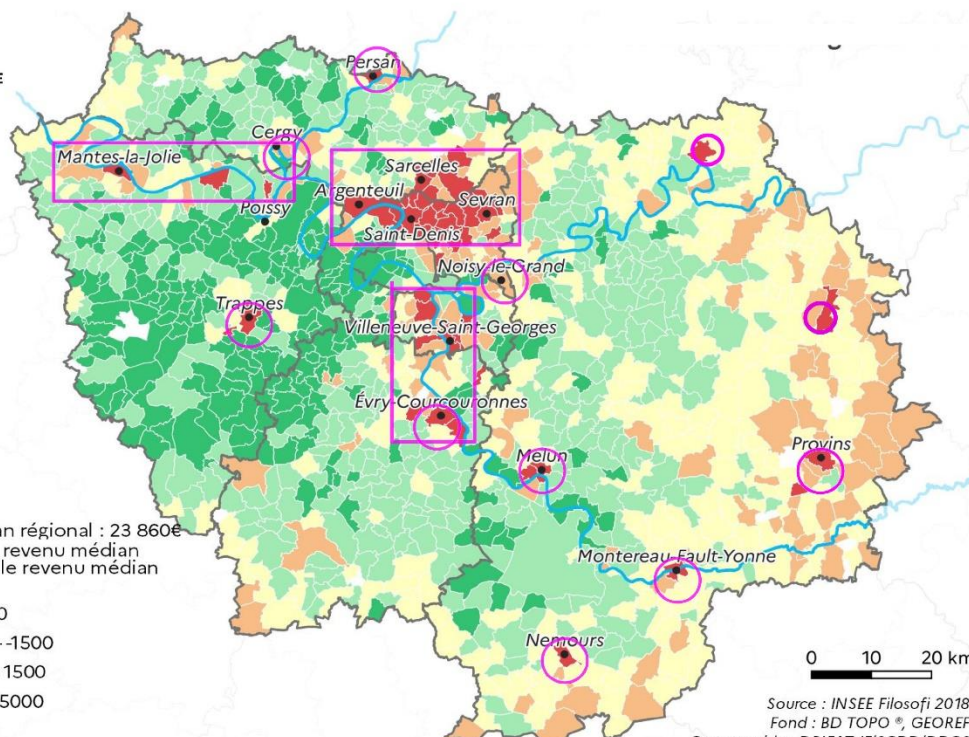 Persan
Cergy
Mantes-la-Jolie
Sarcelles
Argenteuil
Sevran
Poissy
Saint-Denis
Noisy-le-Grand
Trappes
Villeneuve-Saint-Georges
Évry-Courcouronnes
Melun
Provins
an régional : 23 860€
revenu médian
le revenu médian
Montereau-Fault-Yonne
0
-1500
1500
5000
Nemours
0 10 20 km
Source : INSEE Filosofi 2018
Fond : BD TOPO ®, GEOREF